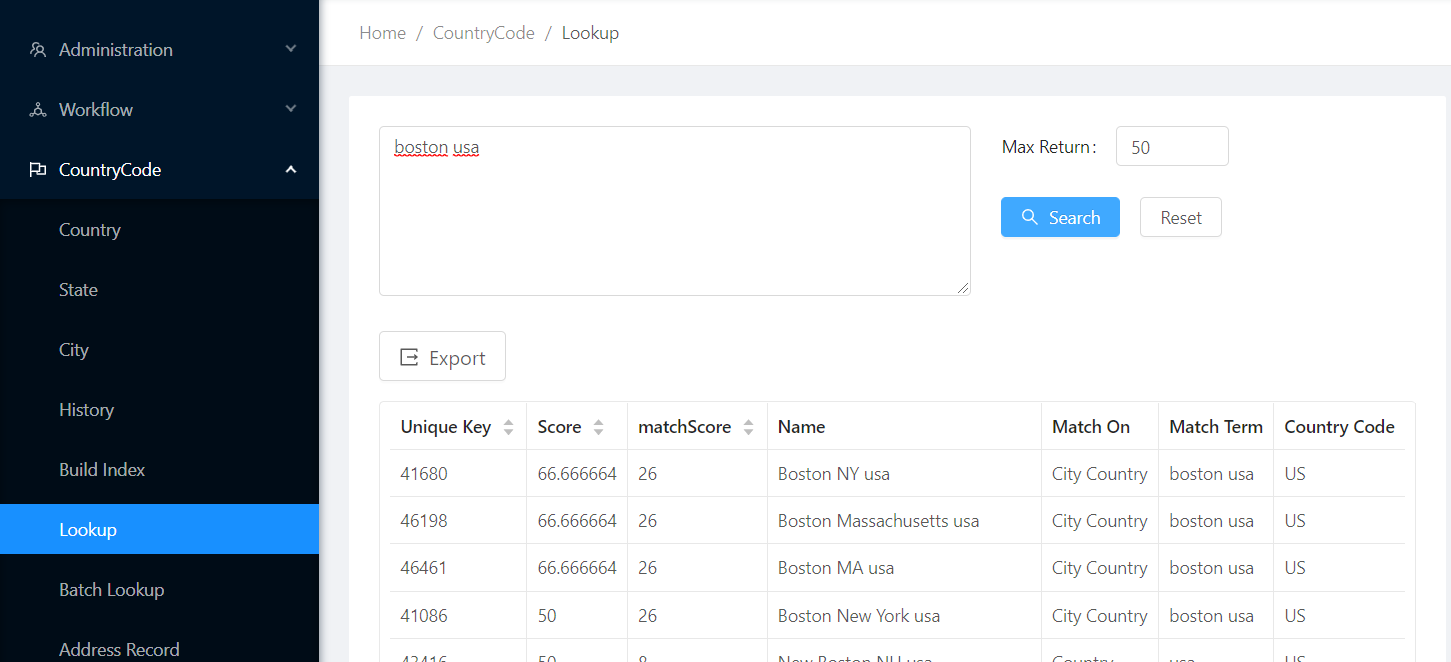 Administration
Workflow
CountryCode
Country
State
City
History
Build Index
Lookup
Batch Lookup
Address Record
Home / CountryCode / Lookup
boston usa
Max Return: 50
Search Reset
Export
Unique Key Score matchScore Name Match On Match Term Country Code
41680 66.666664 26 Boston NY usa City Country boston usa US
46198 66.666664 26 Boston Massachusetts usa City Country boston usa US
46461 66.666664 26 Boston MA usa City Country boston usa US
41086 50 26 Boston New York usa City Country boston usa US
43416 50 8 New Boston NH usa Country usa US